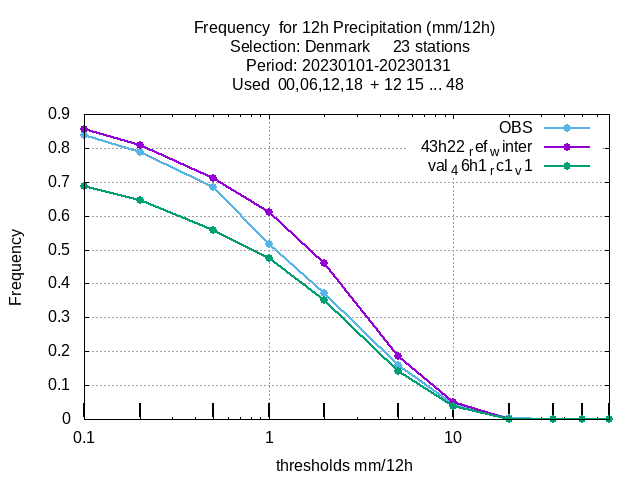 Frequency  for 12h Precipitation (mm/12h)
Selection: Denmark     23 stations
Period: 20230101-20230131
Used  00,06,12,18  + 12 15 ... 48
0.9
0.8
0.7
0.6
0.5
0.4
0.3
0.2
0.1
0
Frequency
OBS
43h22refwinter
val46h1rc1v1
0.1
1
10
thresholds mm/12h